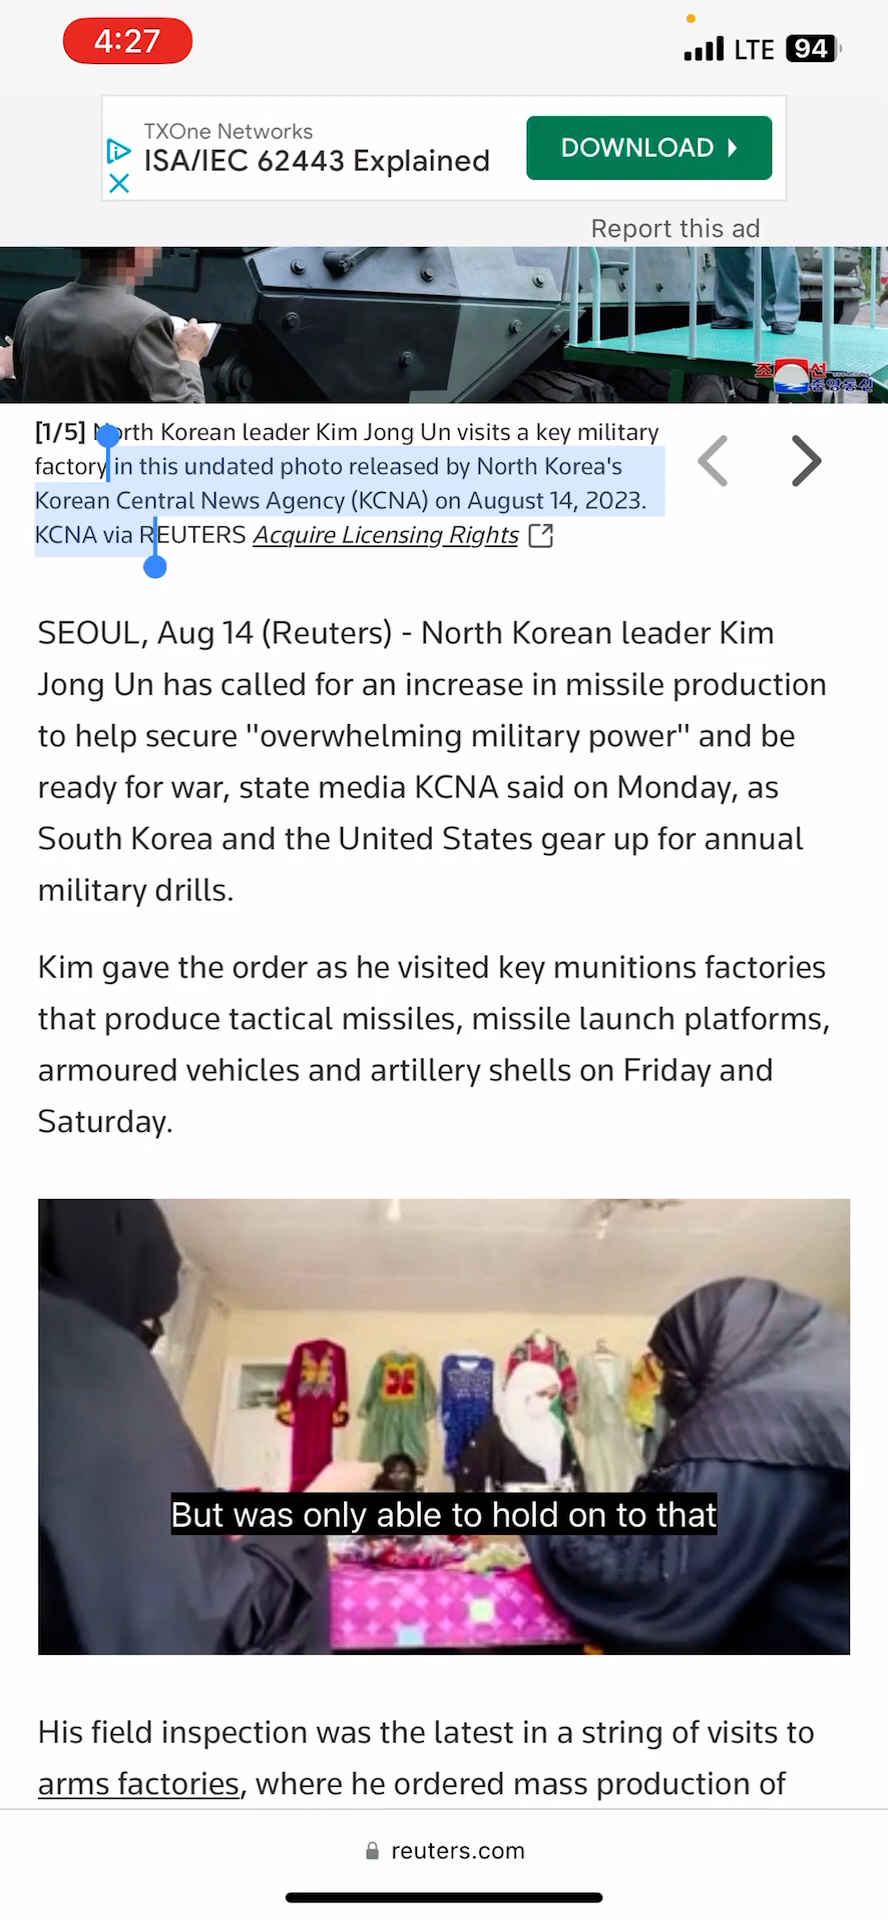 4:27
LTE 94
TXOne Networks
ISA/IEC 62443 Explained
DOWNLOAD
Report this ad
조선
중앙통신
[1/5] North Korean leader Kim Jong Un visits a key military
factory in this undated photo released by North Korea's
Korean Central News Agency (KCNA) on August 14, 2023.
KCNA via REUTERS Acquire Licensing Rights
SEOUL, Aug 14 (Reuters) - North Korean leader Kim
Jong Un has called for an increase in missile production
to help secure "overwhelming military power" and be
ready for war, state media KCNA said on Monday, as
South Korea and the United States gear up for annual
military drills.
Kim gave the order as he visited key munitions factories
that produce tactical missiles, missile launch platforms,
armoured vehicles and artillery shells on Friday and
Saturday.
But was only able to hold on to that
His field inspection was the latest in a string of visits to
arms factories, where he ordered mass production of
reuters.com